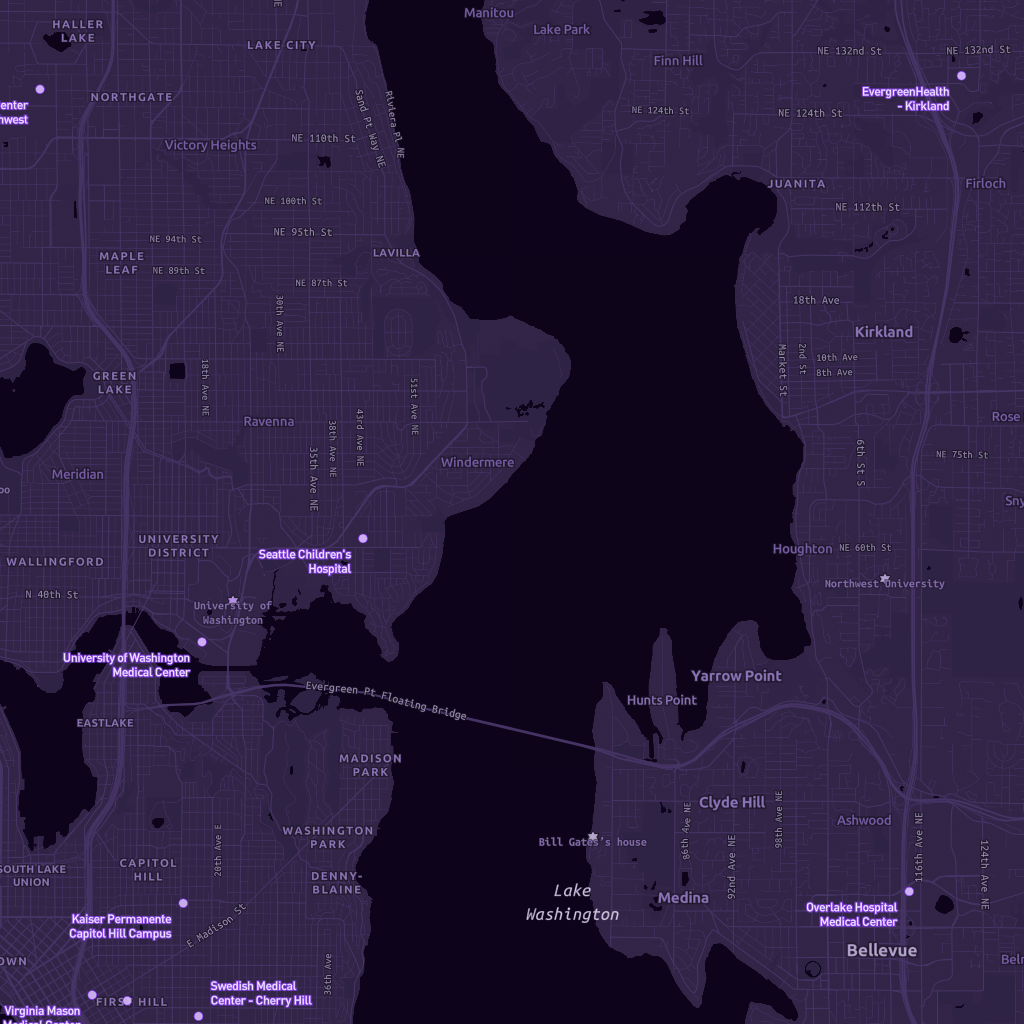 Manitou
HALLER
LAKE
Lake Park
LAKE CITY
NE 132nd St
NE 132nd St
Finn Hill
EvergreenHealth
- Kirkland
NORTHGATE
enter
nwest
Sand Pt Way NE
Riviera Pl NE
NE 124th St
NE 124th St
NE 110th St
Victory Heights
JUANITA
Firloch
NE 100th St
NE 112th St
NE 95th St
NE 94th St
LAVILLA
MAPLE
LEAF
NE 89th St
NE 87th St
18th Ave
30th Ave NE
Kirkland
2nd St
Market St
10th Ave
8th Ave
GREEN
LAKE
18th Ave NE
51st Ave NE
Ravenna
43rd Ave NE
38th Ave NE
35th Ave NE
Rose
6th St S
NE 75th St
Windermere
Meridian
oo
Sny
UNIVERSITY
DISTRICT
Seattle Children's
Hospital
Houghton
NE 60th St
WALLINGFORD
Northwest University
N 40th St
University of
Washington
University of Washington
Medical Center
Yarrow Point
Hunts Point
Evergreen Pt Floating Bridge
EASTLAKE
MADISON
PARK
Clyde Hill
86th Ave NE
98th Ave NE
92nd Ave NE
Ashwood
116th Ave NE
124th Ave NE
WASHINGTON
PARK
Bill Gates's house
20th Ave E
CAPITOL
HILL
SOUTH LAKE
UNION
DENNY-
BLAINE
Lake
Washington
Medina
Overlake Hospital
Medical Center
Kaiser Permanente
Capitol Hill Campus
E Madison St
Bellevue
OWN
Beln
36th Ave
Swedish Medical
Center - Cherry Hill
FIRST HILL
Virginia Mason
Medical Center